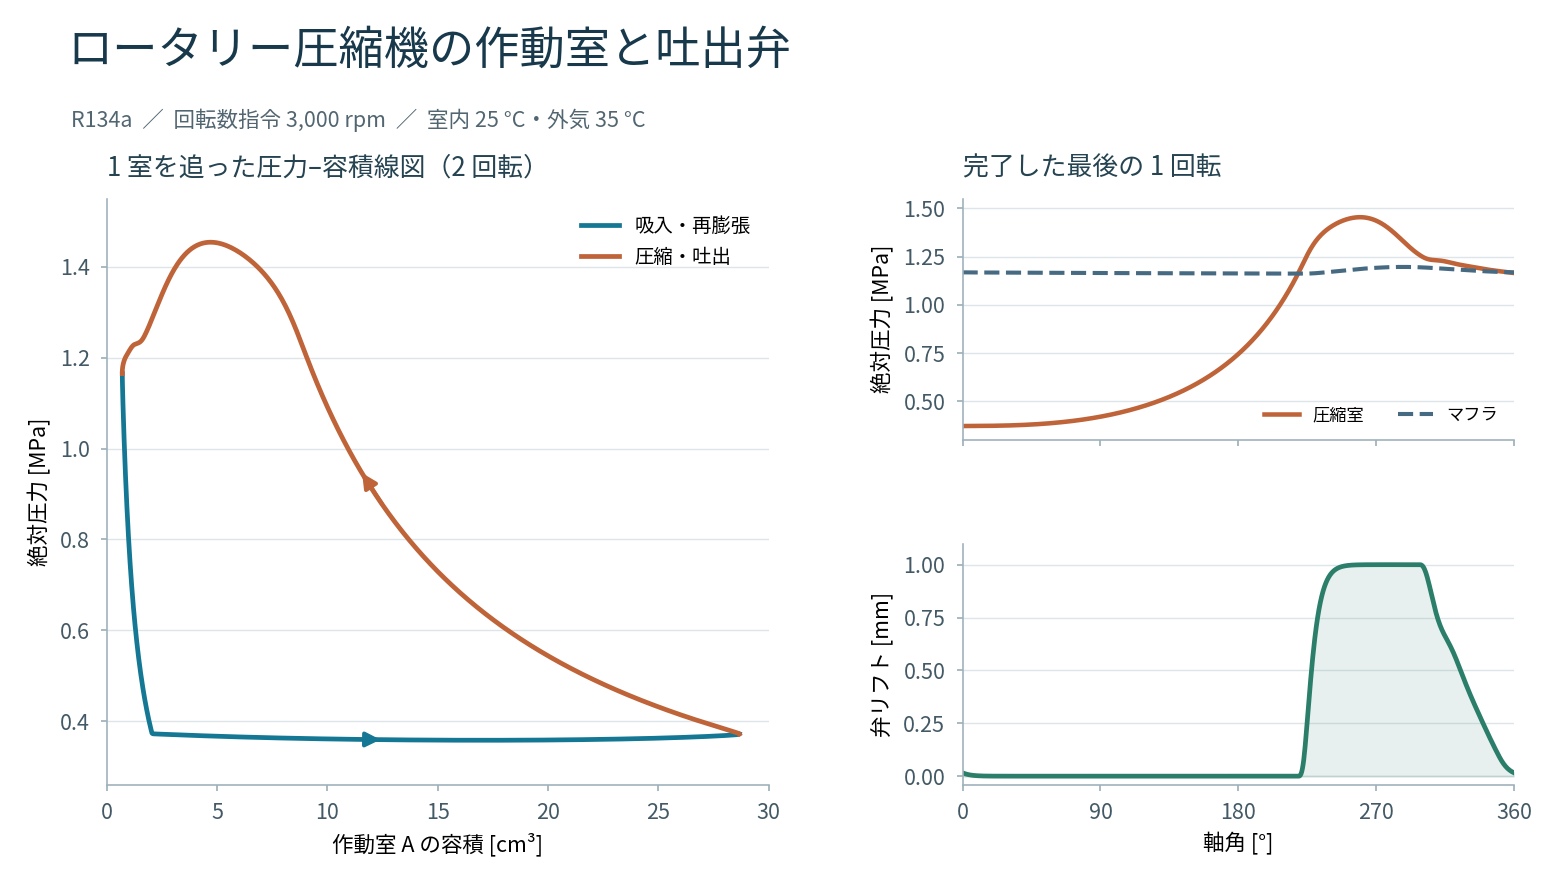 ロータリー圧縮機の作動室と吐出弁
R134a ／ 回転数指令 3,000 rpm ／ 室内 25 °C・外気 35 °C
1 室を追った圧力–容積線図（2 回転）
吸入・再膨張
圧縮・吐出
1.4
1.2
1.0
0.8
0.6
0.4
絶対圧力 [MPa]
0 5 10 15 20 25 30
作動室 A の容積 [cm³]
完了した最後の 1 回転
1.50
1.25
1.00
0.75
0.50
絶対圧力 [MPa]
圧縮室 マフラ
1.00
0.75
0.50
0.25
0.00
弁リフト [mm]
0 90 180 270 360
軸角 [°]